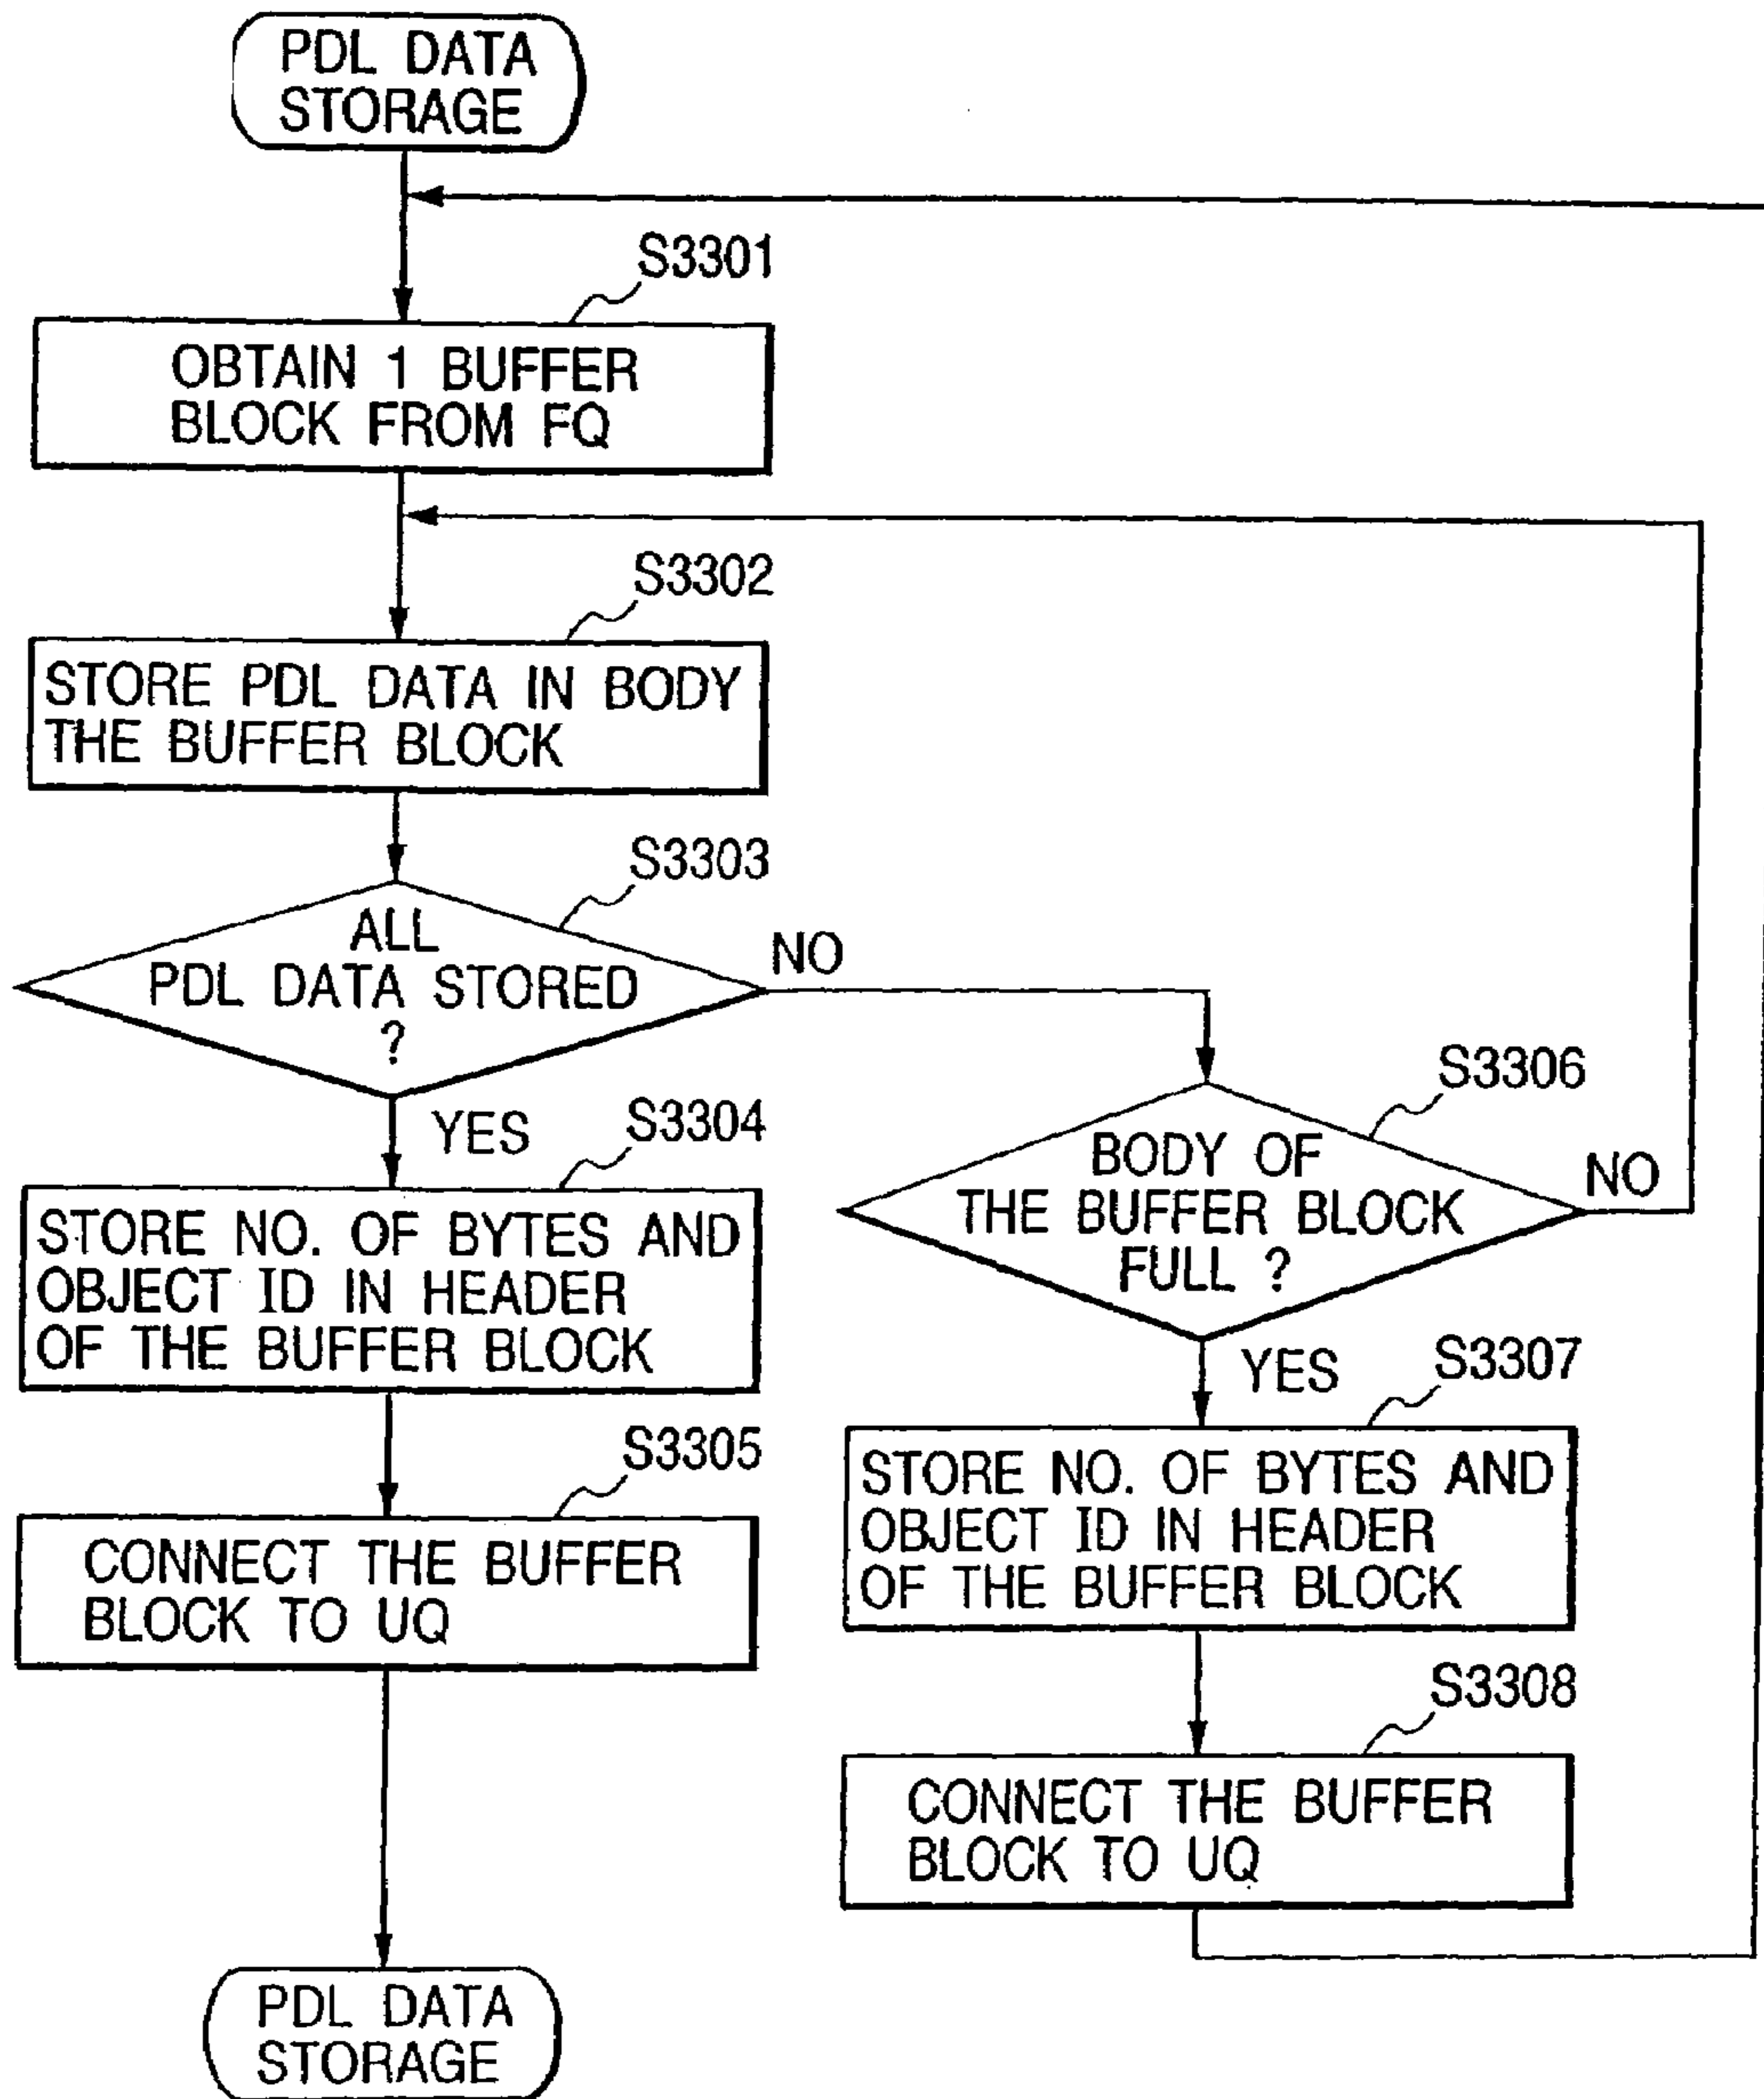 PDL DATA
STORAGE
S3301
OBTAIN 1 BUFFER
BLOCK FROM FQ
S3302
STORE PDL DATA IN BODY
THE BUFFER BLOCK
S3303
ALL
PDL DATA STORED
?
NO
YES
S3304
STORE NO. OF BYTES AND
OBJECT ID IN HEADER
OF THE BUFFER BLOCK
S3305
CONNECT THE BUFFER
BLOCK TO UQ
PDL DATA
STORAGE
S3306
BODY OF
THE BUFFER BLOCK
FULL ?
NO
YES
S3307
STORE NO. OF BYTES AND
OBJECT ID IN HEADER
OF THE BUFFER BLOCK
S3308
CONNECT THE BUFFER
BLOCK TO UQ